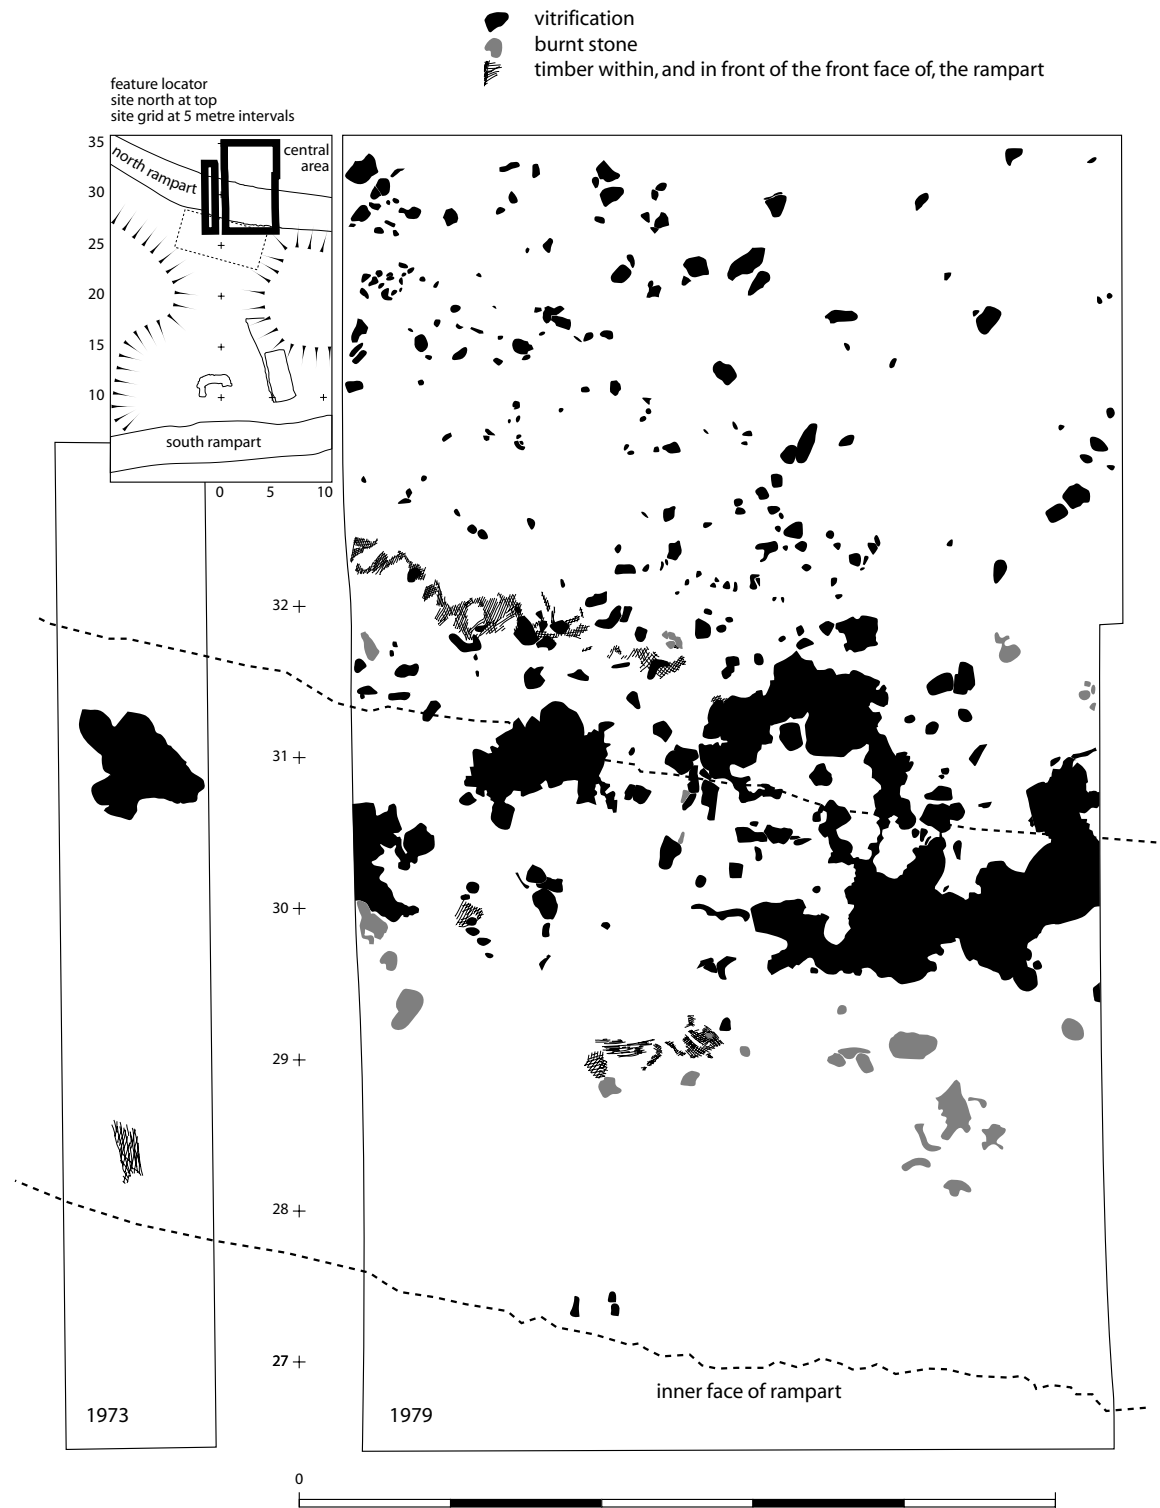 vitrification
burnt stone
timber within, and in front of the front face of, the rampart
feature locator
site north at top
site grid at 5 metre intervals
35
30
25
20
15
10
north rampart
central
area
south rampart
0 5 10
32
31
30
29
28
27
inner face of rampart
1973
1979
0